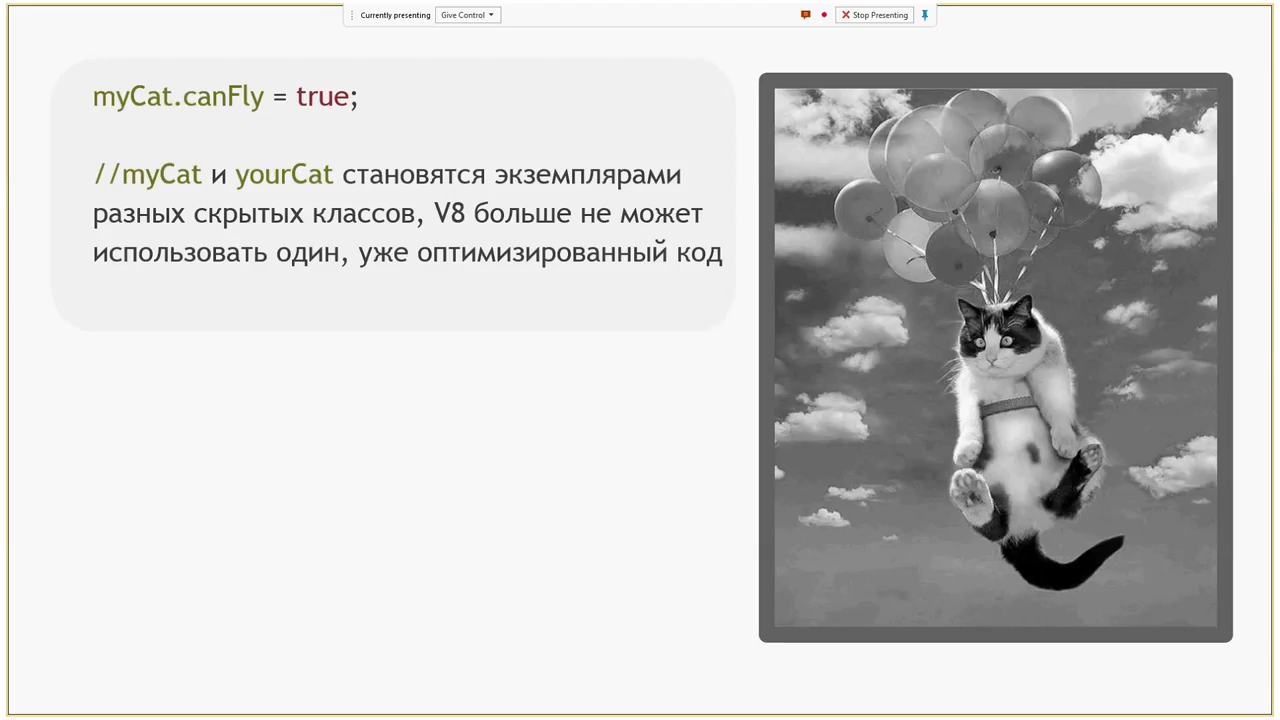 Currently presenting Give Control Stop Presenting
myCat.canFly = true;
//myCat и yourCat становятся экземплярами
разных скрытых классов, V8 больше не может
использовать один, уже оптимизированный код